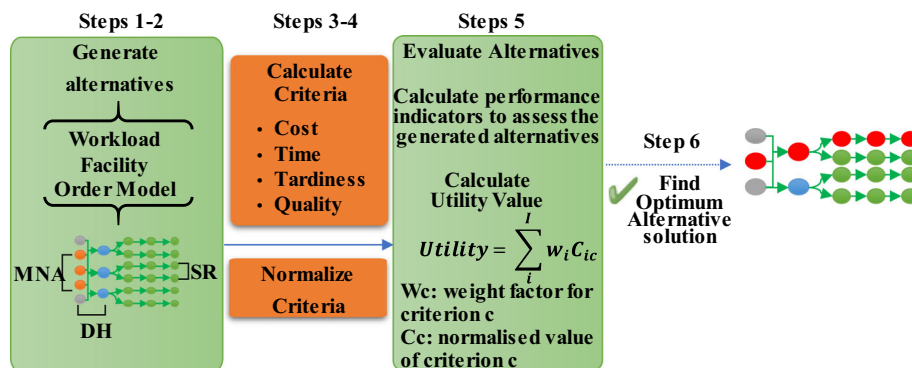 Steps 1-2
Generate
alternatives
Workload
Facility
Order Model
MNA
SR
DH
Steps 3-4
Calculate
Criteria
• Cost
• Time
• Tardiness
• Quality
Normalize
Criteria
Steps 5
Evaluate Alternatives
Calculate performance
indicators to assess the
generated alternatives
Calculate
Utility Value
Utility = ∑ᵢᴵ wᵢCᵢc
Wc: weight factor for
criterion c
Cc: normalised value
of criterion c
Step 6
Find
Optimum
Alternative
solution